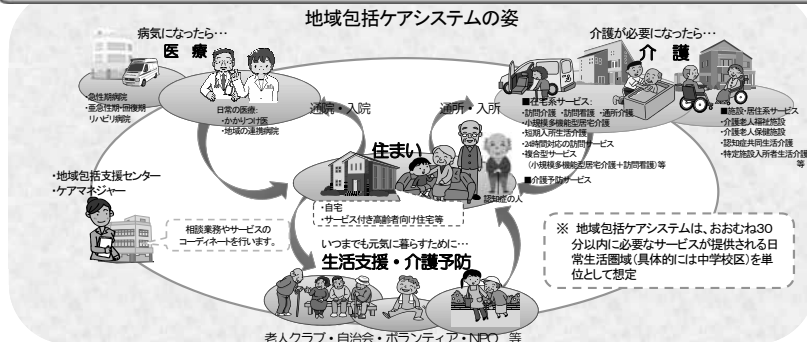 地域包括ケアシステムの姿
病気になったら…
医 療
介護が必要になったら…
介 護
・急性期病院
・亜急性期・回復期
リハビリ病院
日常の医療:
・かかりつけ医
・地域の連携病院
通院・入院
通所・入所
■在宅系サービス:
・訪問介護 ・訪問看護 ・通所介護
・小規模多機能型居宅介護
・短期入所生活介護
・24時間対応の訪問サービス
・複合型サービス
(小規模多機能型居宅介護+訪問看護)等
■介護予防サービス
■施設・居住系サービス
・介護老人福祉施設
・介護老人保健施設
・認知症共同生活介護
・特定施設入所者生活介護
等
住まい
認知症の人
・自宅
・サービス付き高齢者向け住宅等
・地域包括支援センター
・ケアマネジャー
相談業務やサービスの
コーディネートを行います。
いつまでも元気に暮らすために…
生活支援・介護予防
老人クラブ・自治会・ボランティア・NPO 等
※ 地域包括ケアシステムは、おおむね30
分以内に必要なサービスが提供される日
常生活圏域(具体的には中学校区)を単
位として想定